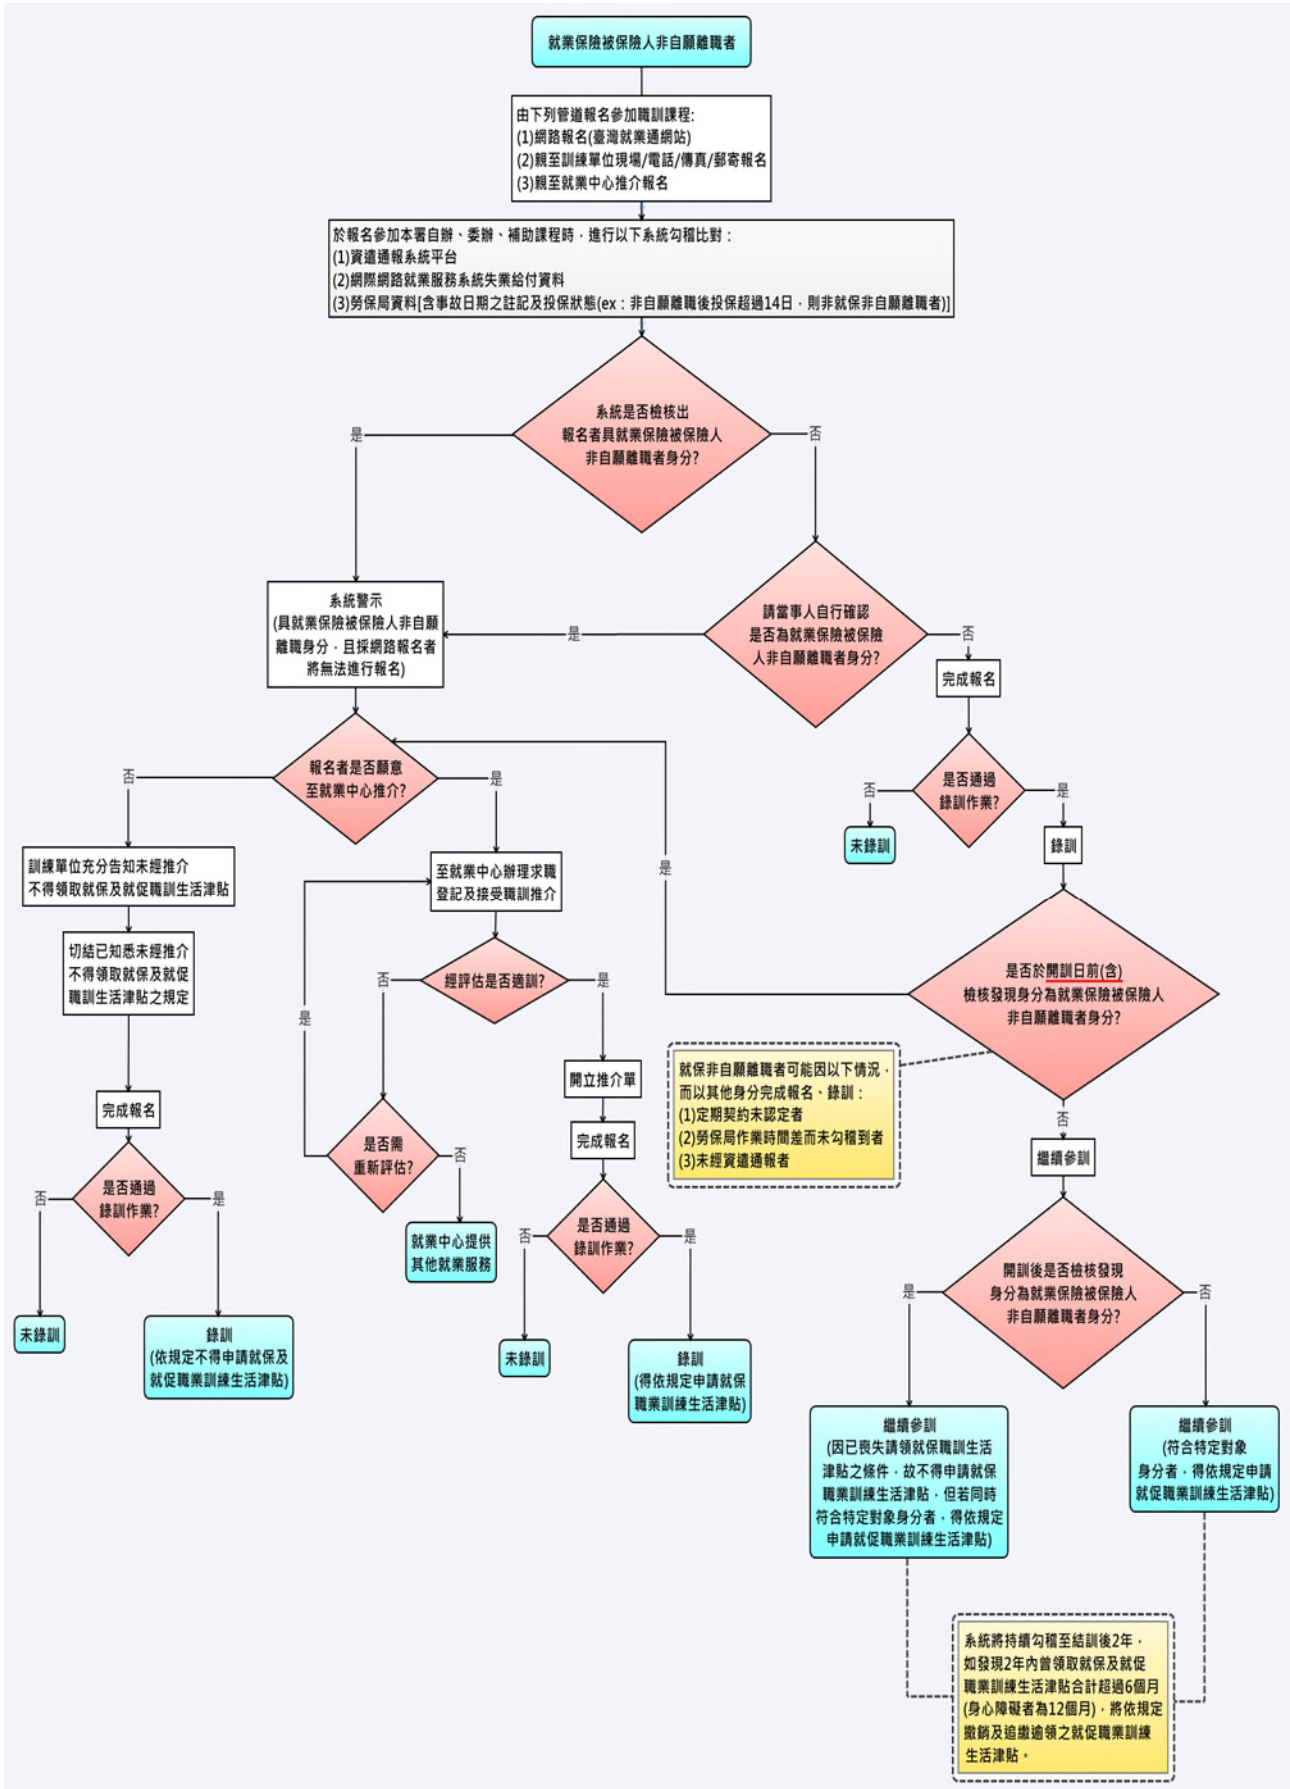 就業保險被保險人非自願離職者
由下列管道報名參加職訓課程:
(1)網路報名(臺灣就業通網站)
(2)親至訓練單位現場/電話/傳真/郵寄報名
(3)親至就業中心推介報名
於報名參加本署自辦、委辦、補助課程時，進行以下系統勾稽比對：
(1)資遣通報系統平台
(2)網際網路就業服務系統失業給付資料
(3)勞保局資料[含事故日期之註記及投保狀態(ex：非自願離職後投保超過14日，則非就保非自願離職者)]
系統是否檢核出
報名者具就業保險被保險人
非自願離職者身分?
是
否
系統警示
(具就業保險被保險人非自願
離職身分，且採網路報名者
將無法進行報名)
請當事人自行確認
是否為就業保險被保險
人非自願離職者身分?
是
否
完成報名
報名者是否願意
至就業中心推介?
否
是
是否通過
錄訓作業?
否
是
未錄訓
錄訓
訓練單位充分告知未經推介
不得領取就保及就促職訓生活津貼
至就業中心辦理求職
登記及接受職訓推介
是
切結已知悉未經推介
不得領取就保及就促
職訓生活津貼之規定
經評估是否適訓?
否
是
是否於開訓日前(含)
檢核發現身分為就業保險被保險人
非自願離職者身分?
是
開立推介單
就保非自願離職者可能因以下情況，
而以其他身分完成報名、錄訓：
(1)定期契約未認定者
(2)勞保局作業時間差而未勾稽到者
(3)未經資遣通報者
否
完成報名
完成報名
是否需
重新評估?
否
繼續參訓
是否通過
錄訓作業?
否
是
就業中心提供
其他就業服務
是否通過
錄訓作業?
否
是
開訓後是否檢核發現
身分為就業保險被保險人
非自願離職者身分?
是
否
未錄訓
錄訓
(依規定不得申請就保及
就促職業訓練生活津貼)
未錄訓
錄訓
(得依規定申請就保
職業訓練生活津貼)
繼續參訓
(因已喪失請領就保職訓生活
津貼之條件，故不得申請就保
職業訓練生活津貼，但若同時
符合特定對象身分者，得依規定
申請就促職業訓練生活津貼)
繼續參訓
(符合特定對象
身分者，得依規定申請
就促職業訓練生活津貼)
系統將持續勾稽至結訓後2年，
如發現2年內曾領取就保及就促
職業訓練生活津貼合計超過6個月
(身心障礙者為12個月)，將依規定
撤銷及追繳逾領之就促職業訓練
生活津貼。